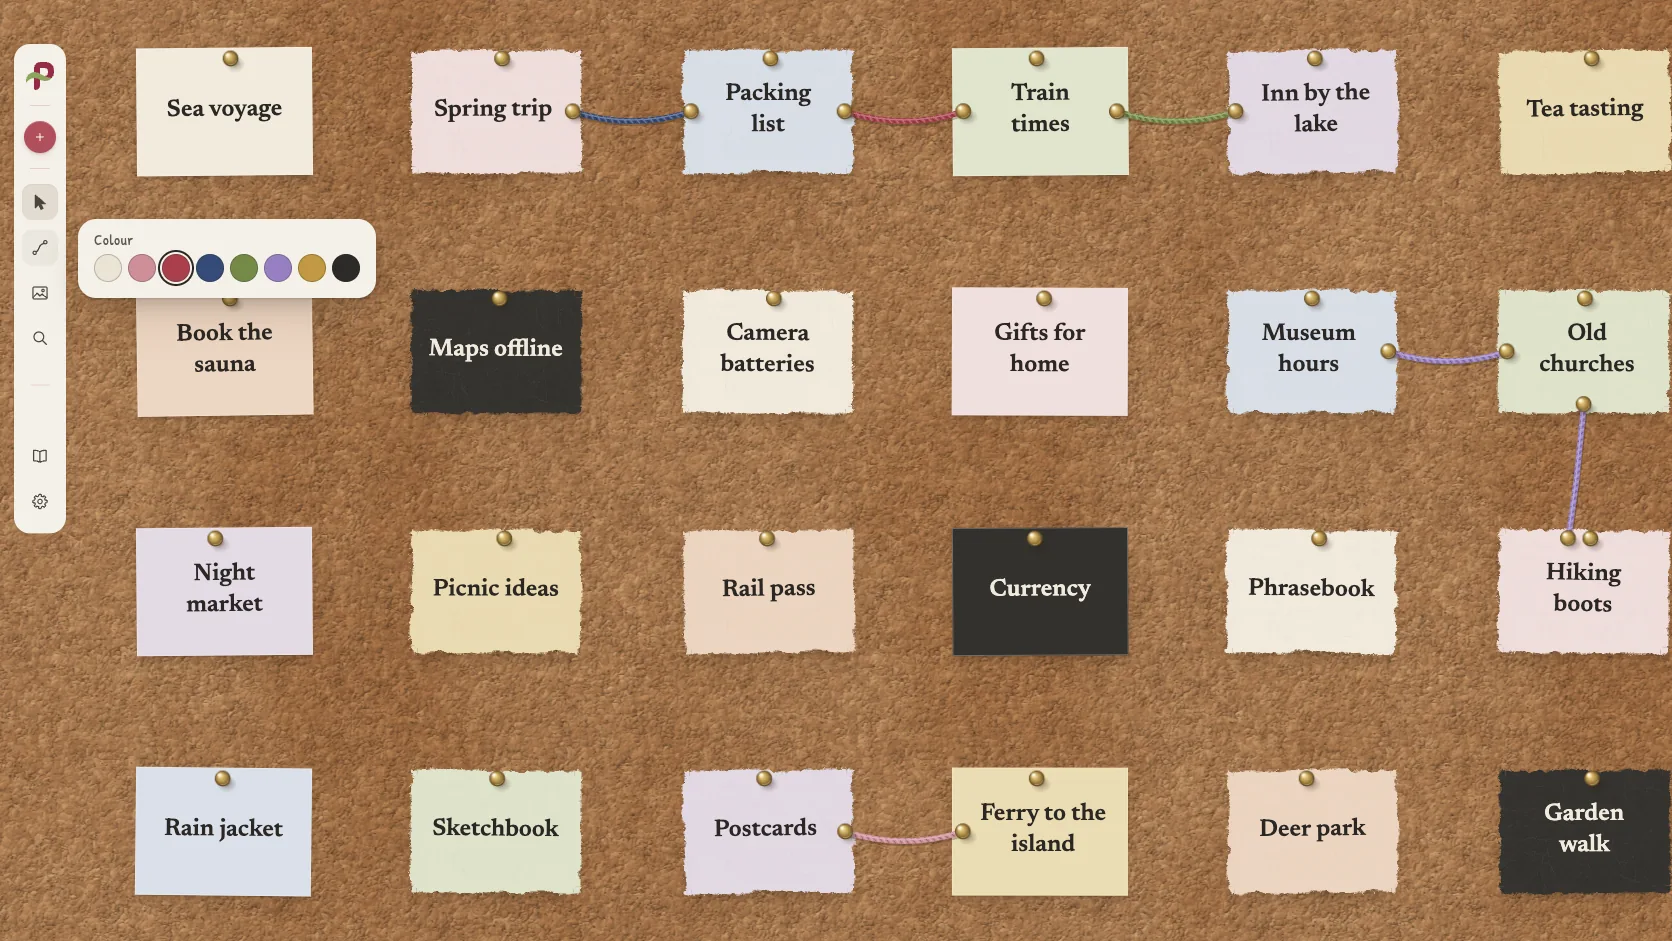 Sea voyage
Spring trip
Packing
list
Train
times
Inn by the
lake
Tea tasting
Colour
Book the
sauna
Maps offline
Camera
batteries
Gifts for
home
Museum
hours
Old
churches
Night
market
Picnic ideas
Rail pass
Currency
Phrasebook
Hiking
boots
Rain jacket
Sketchbook
Postcards
Ferry to the
island
Deer park
Garden
walk